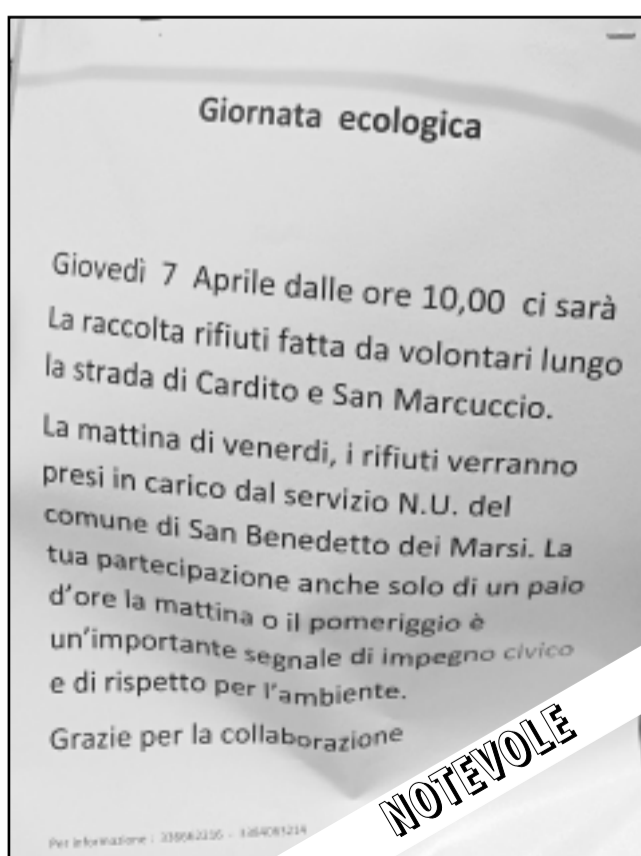 Giornata ecologica
Giovedì 7 Aprile dalle ore 10,00 ci sarà
La raccolta rifiuti fatta da volontari lungo
la strada di Cardito e San Marcuccio.
La mattina di venerdi, i rifiuti verranno
presi in carico dal servizio N.U. del
comune di San Benedetto dei Marsi. La
tua partecipazione anche solo di un paio
d'ore la mattina o il pomeriggio è
un'importante segnale di impegno civico
e di rispetto per l'ambiente.
Grazie per la collaborazione
NOTEVOLE
Per informazione :